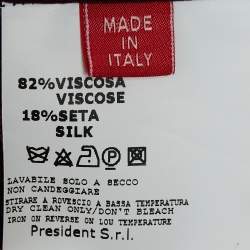 MADE
IN
ITALY
82%VISCOSA
VISCOSE
18%SETA
SILK
LAVABILE SOLO A SECCO
NON CANDEGGIARE
STIRARE A ROVESCIO A BASSA TEMPERATURA
DRY CLEAN ONLY/DON'T BLEACH
IRON ON REVERSE ON LOW TEMPERATURE
President S.r.l.